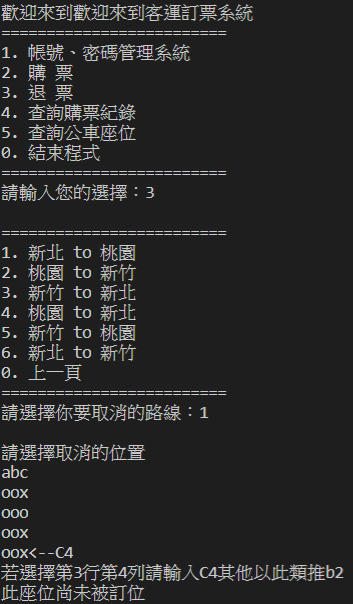 歡迎來到歡迎來到客運訂票系統
=========================
1. 帳號、密碼管理系統
2. 購 票
3. 退 票
4. 查詢購票紀錄
5. 查詢公車座位
0. 結束程式
=========================
請輸入您的選擇：3
=========================
1. 新北 to 桃園
2. 桃園 to 新竹
3. 新竹 to 新北
4. 桃園 to 新北
5. 新竹 to 桃園
6. 新北 to 新竹
0. 上一頁
=========================
請選擇你要取消的路線：1
請選擇取消的位置
abc
oox
ooo
oox
oox<--C4
若選擇第3行第4列請輸入C4其他以此類推b2
此座位尚未被訂位